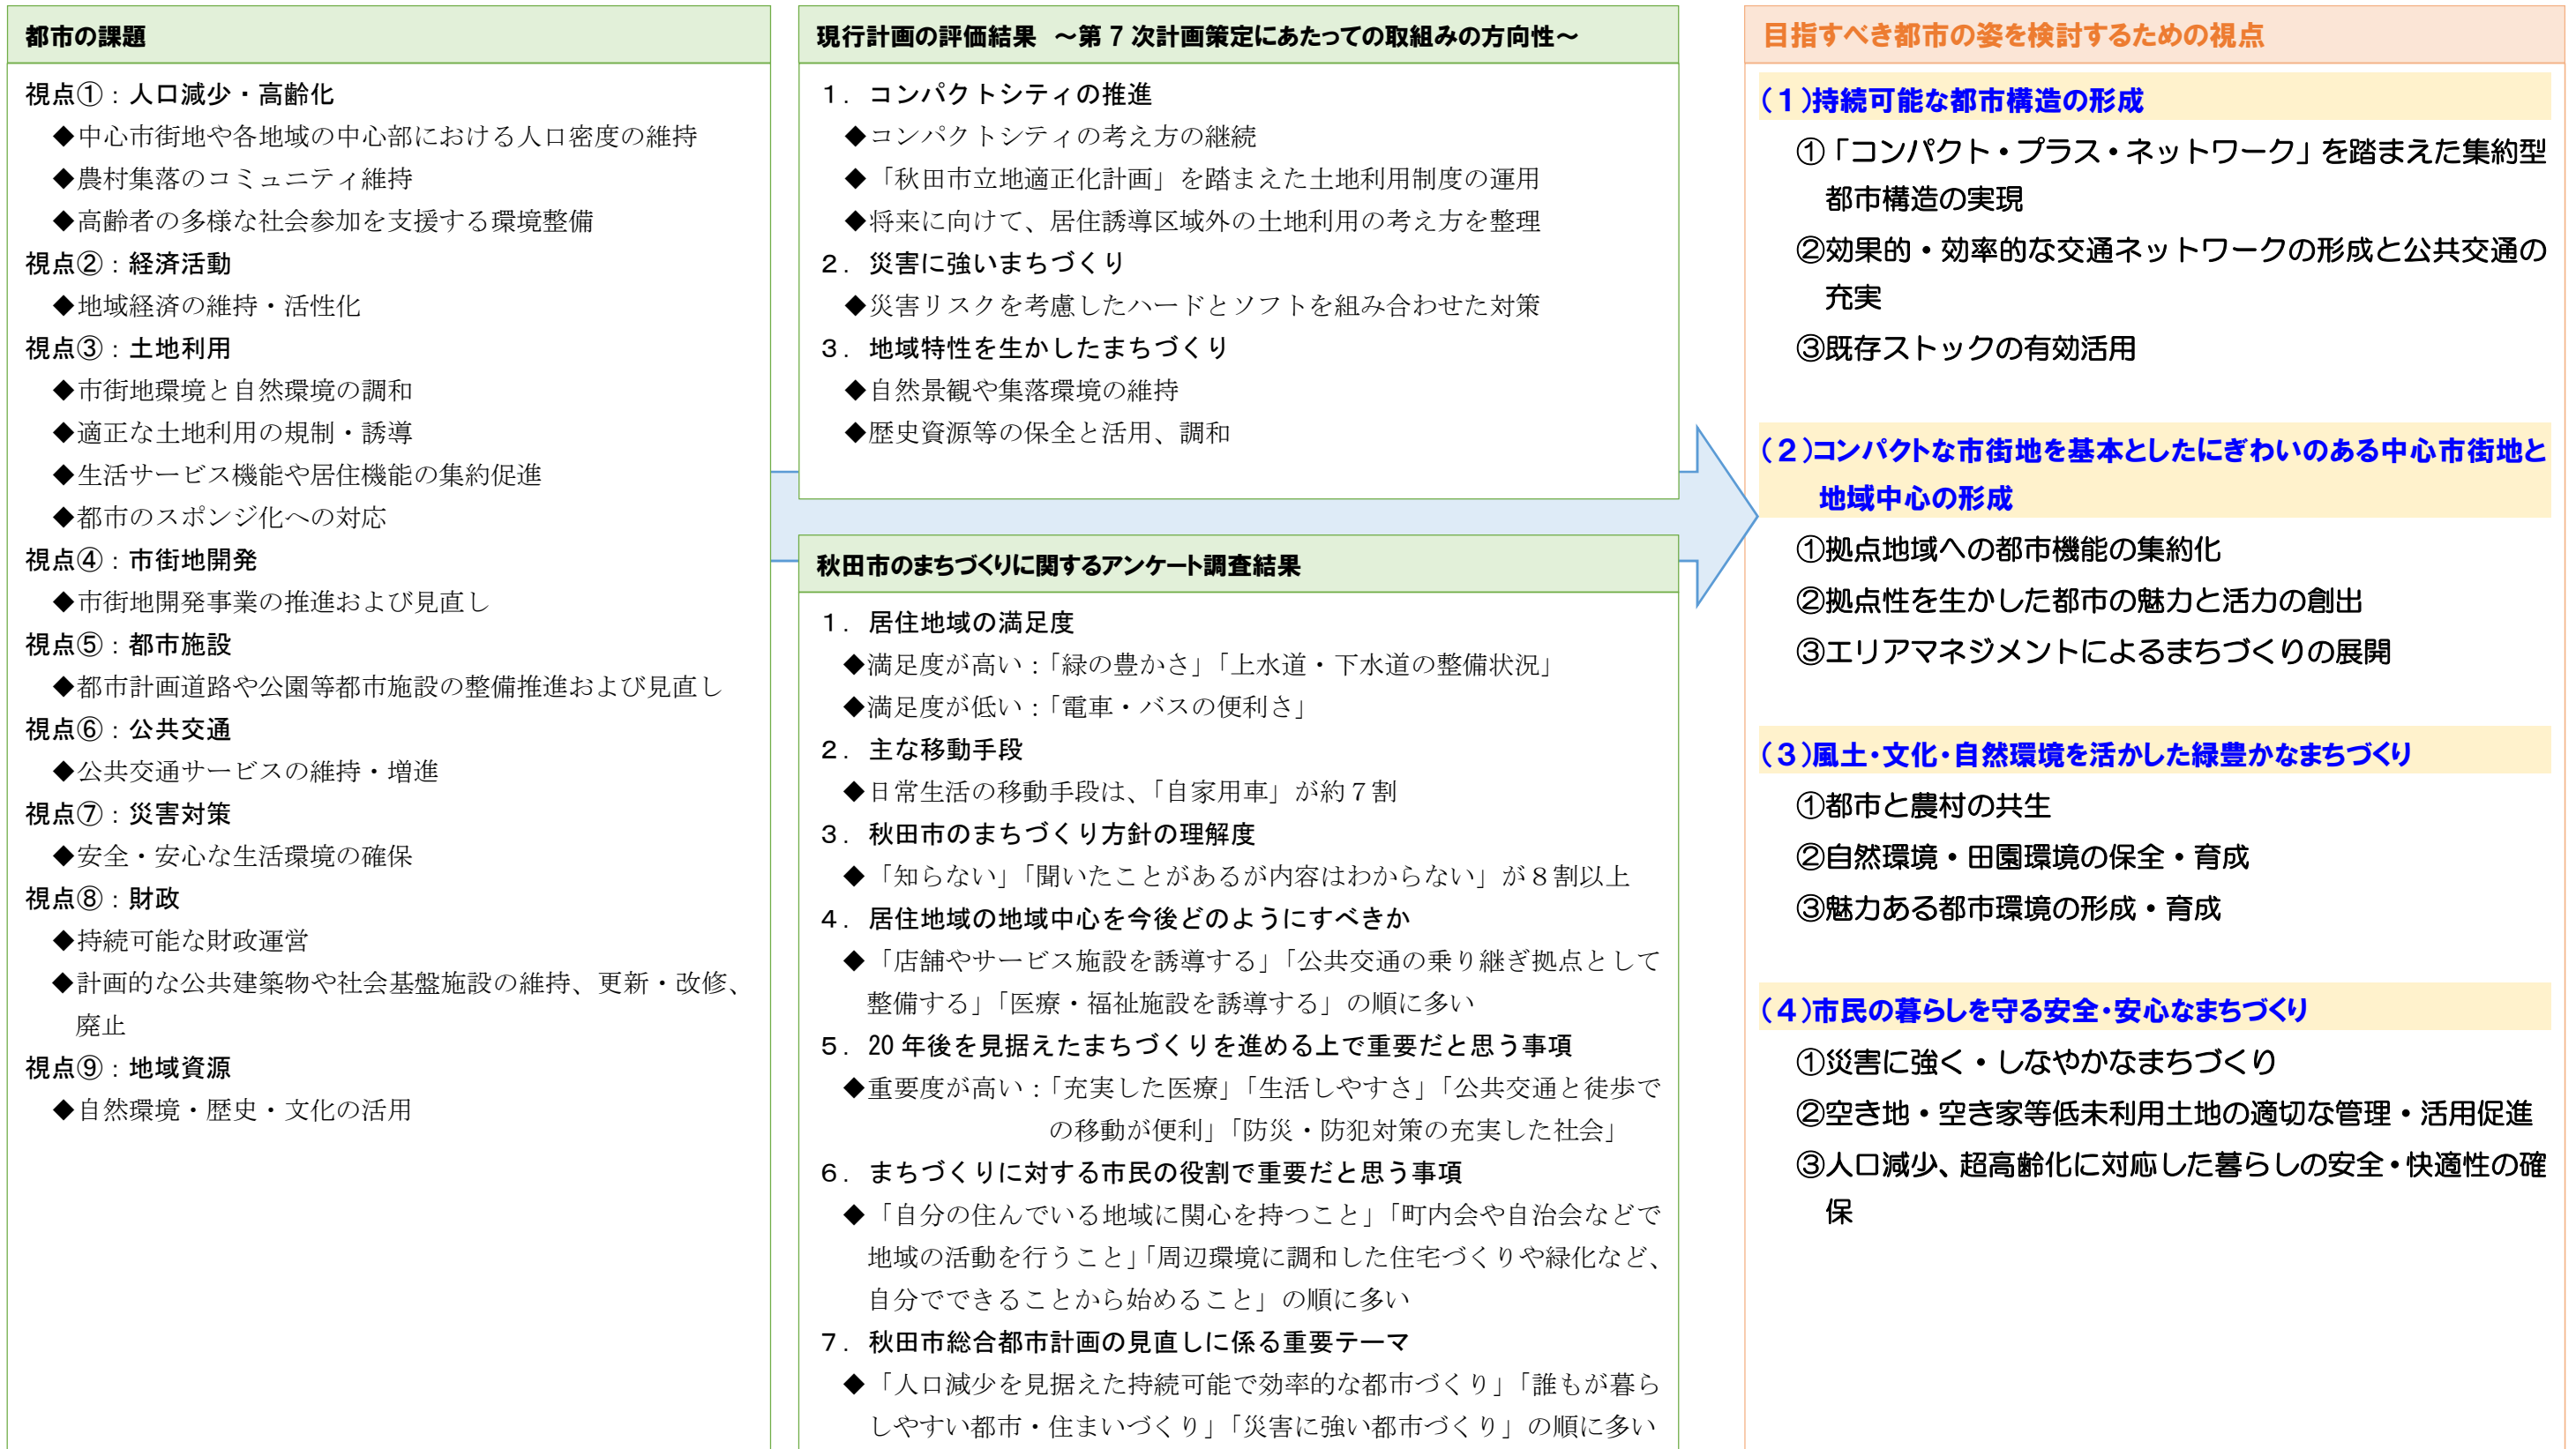 都市の課題
視点①：人口減少・高齢化
◆中心市街地や各地域の中心部における人口密度の維持
◆農村集落のコミュニティ維持
◆高齢者の多様な社会参加を支援する環境整備
視点②：経済活動
◆地域経済の維持・活性化
視点③：土地利用
◆市街地環境と自然環境の調和
◆適正な土地利用の規制・誘導
◆生活サービス機能や居住機能の集約促進
◆都市のスポンジ化への対応
視点④：市街地開発
◆市街地開発事業の推進および見直し
視点⑤：都市施設
◆都市計画道路や公園等都市施設の整備推進および見直し
視点⑥：公共交通
◆公共交通サービスの維持・増進
視点⑦：災害対策
◆安全・安心な生活環境の確保
視点⑧：財政
◆持続可能な財政運営
◆計画的な公共建築物や社会基盤施設の維持、更新・改修、
廃止
視点⑨：地域資源
◆自然環境・歴史・文化の活用
現行計画の評価結果　～第７次計画策定にあたっての取組みの方向性～
１．コンパクトシティの推進
◆コンパクトシティの考え方の継続
◆「秋田市立地適正化計画」を踏まえた土地利用制度の運用
◆将来に向けて、居住誘導区域外の土地利用の考え方を整理
２．災害に強いまちづくり
◆災害リスクを考慮したハードとソフトを組み合わせた対策
３．地域特性を生かしたまちづくり
◆自然景観や集落環境の維持
◆歴史資源等の保全と活用、調和
秋田市のまちづくりに関するアンケート調査結果
１．居住地域の満足度
◆満足度が高い：「緑の豊かさ」「上水道・下水道の整備状況」
◆満足度が低い：「電車・バスの便利さ」
２．主な移動手段
◆日常生活の移動手段は、「自家用車」が約７割
３．秋田市のまちづくり方針の理解度
◆「知らない」「聞いたことがあるが内容はわからない」が８割以上
４．居住地域の地域中心を今後どのようにすべきか
◆「店舗やサービス施設を誘導する」「公共交通の乗り継ぎ拠点として
整備する」「医療・福祉施設を誘導する」の順に多い
５．20年後を見据えたまちづくりを進める上で重要だと思う事項
◆重要度が高い：「充実した医療」「生活しやすさ」「公共交通と徒歩で
の移動が便利」「防災・防犯対策の充実した社会」
６．まちづくりに対する市民の役割で重要だと思う事項
◆「自分の住んでいる地域に関心を持つこと」「町内会や自治会などで
地域の活動を行うこと」「周辺環境に調和した住宅づくりや緑化など、
自分でできることから始めること」の順に多い
７．秋田市総合都市計画の見直しに係る重要テーマ
◆「人口減少を見据えた持続可能で効率的な都市づくり」「誰もが暮ら
しやすい都市・住まいづくり」「災害に強い都市づくり」の順に多い
目指すべき都市の姿を検討するための視点
（１）持続可能な都市構造の形成
①「コンパクト・プラス・ネットワーク」を踏まえた集約型
都市構造の実現
②効果的・効率的な交通ネットワークの形成と公共交通の
充実
③既存ストックの有効活用
（２）コンパクトな市街地を基本としたにぎわいのある中心市街地と
地域中心の形成
①拠点地域への都市機能の集約化
②拠点性を生かした都市の魅力と活力の創出
③エリアマネジメントによるまちづくりの展開
（３）風土・文化・自然環境を活かした緑豊かなまちづくり
①都市と農村の共生
②自然環境・田園環境の保全・育成
③魅力ある都市環境の形成・育成
（４）市民の暮らしを守る安全・安心なまちづくり
①災害に強く・しなやかなまちづくり
②空き地・空き家等低未利用土地の適切な管理・活用促進
③人口減少、超高齢化に対応した暮らしの安全・快適性の確
保